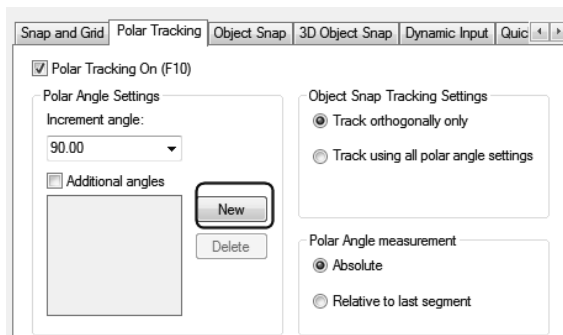 Snap and Grid Polar Tracking Object Snap 3D Object Snap Dynamic Input Quic
Polar Tracking On (F10)
Polar Angle Settings
Increment angle:
90.00
Additional angles
New
Delete
Object Snap Tracking Settings
Track orthogonally only
Track using all polar angle settings
Polar Angle measurement
Absolute
Relative to last segment